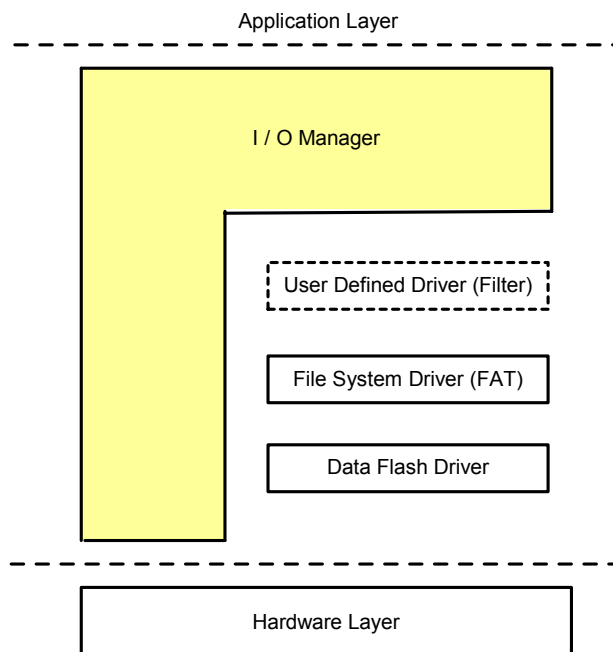 Application Layer
I / O Manager
User Defined Driver (Filter)
File System Driver (FAT)
Data Flash Driver
Hardware Layer